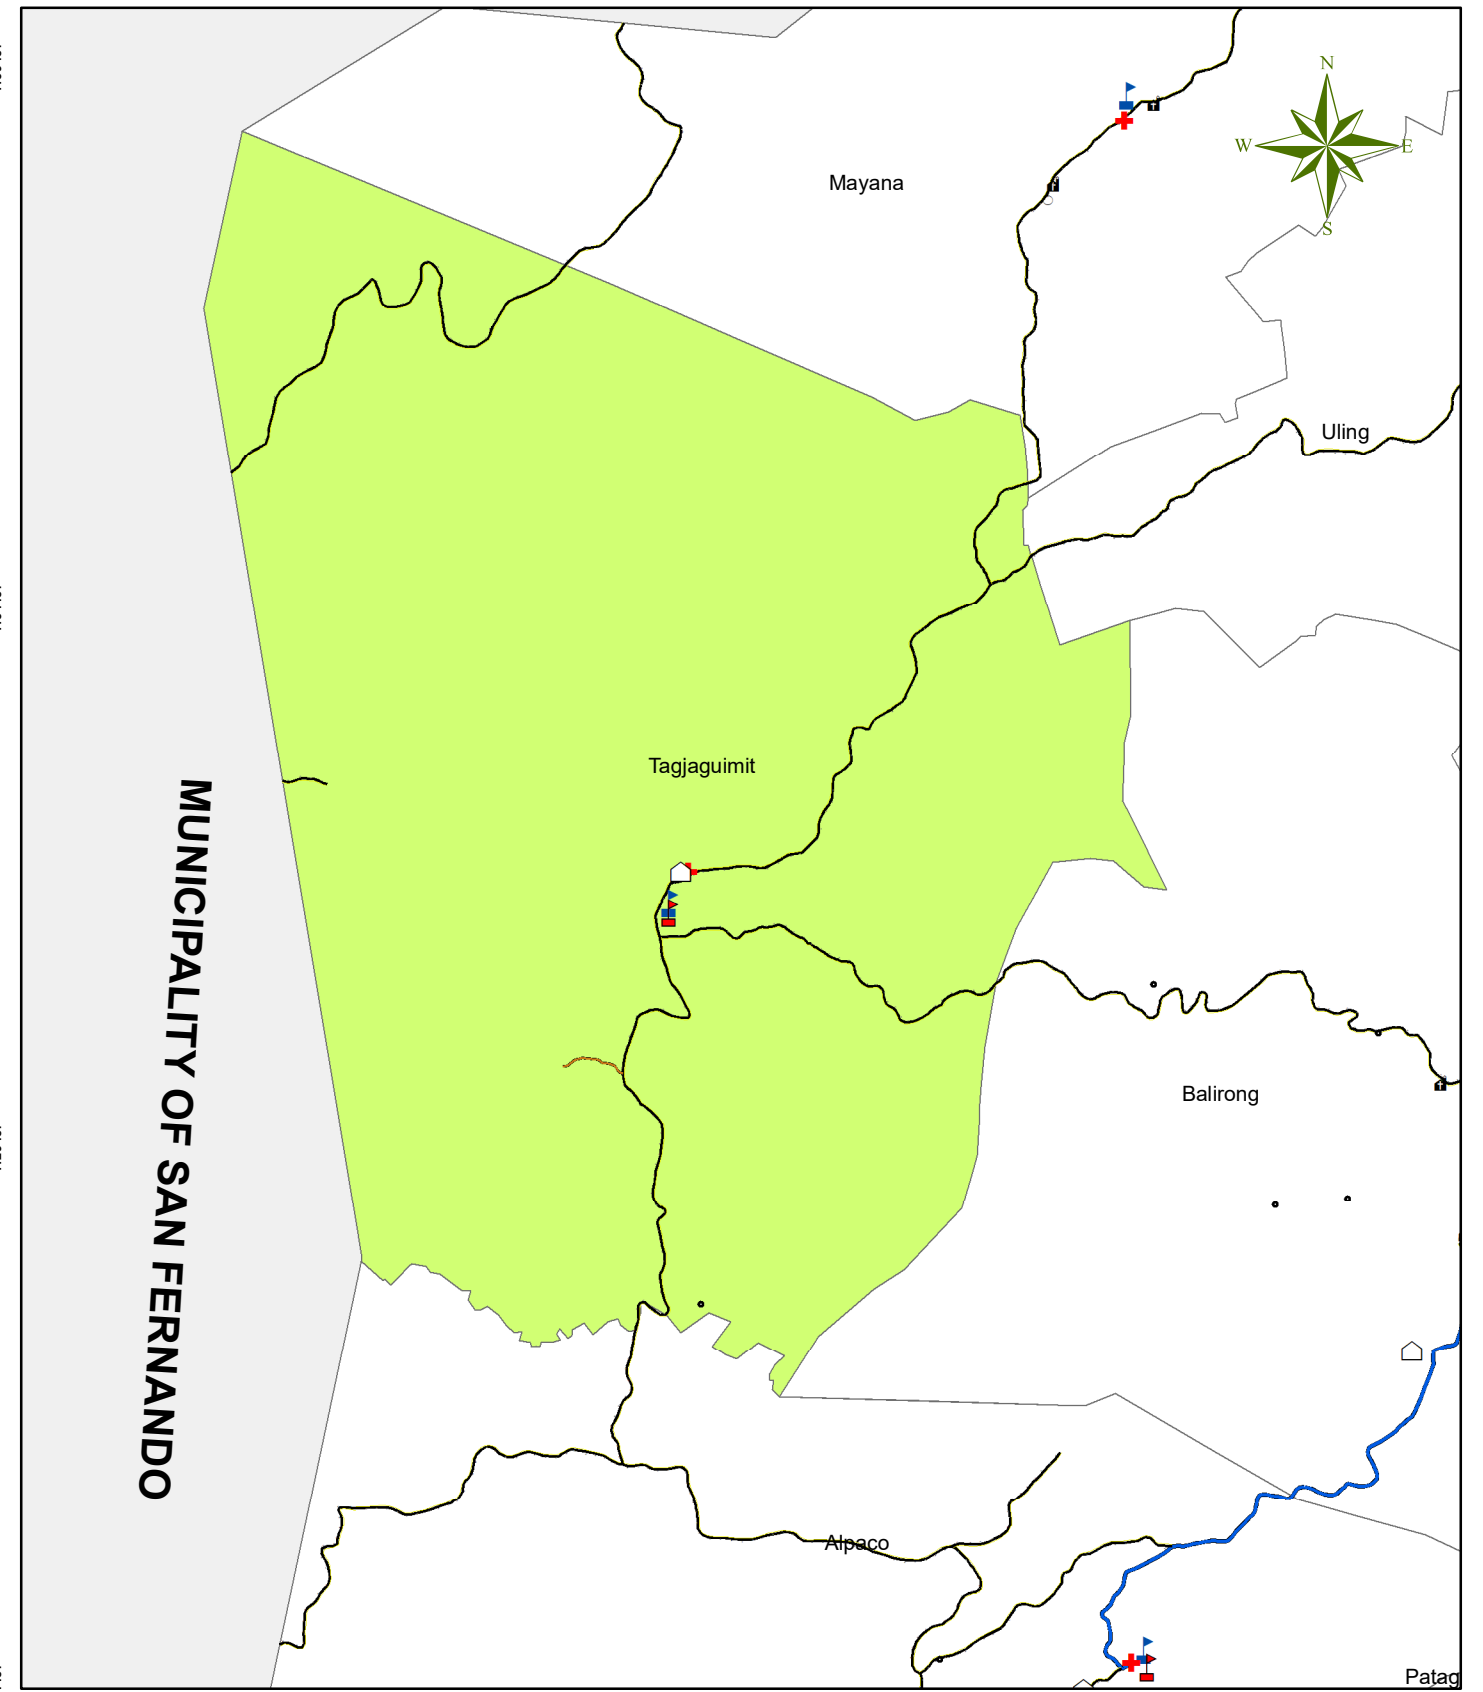 N
W
E
S
Mayana
Uling
Tagjaguimit
MUNICIPALITY OF SAN FERNANDO
Balirong
Alpaco
Patag